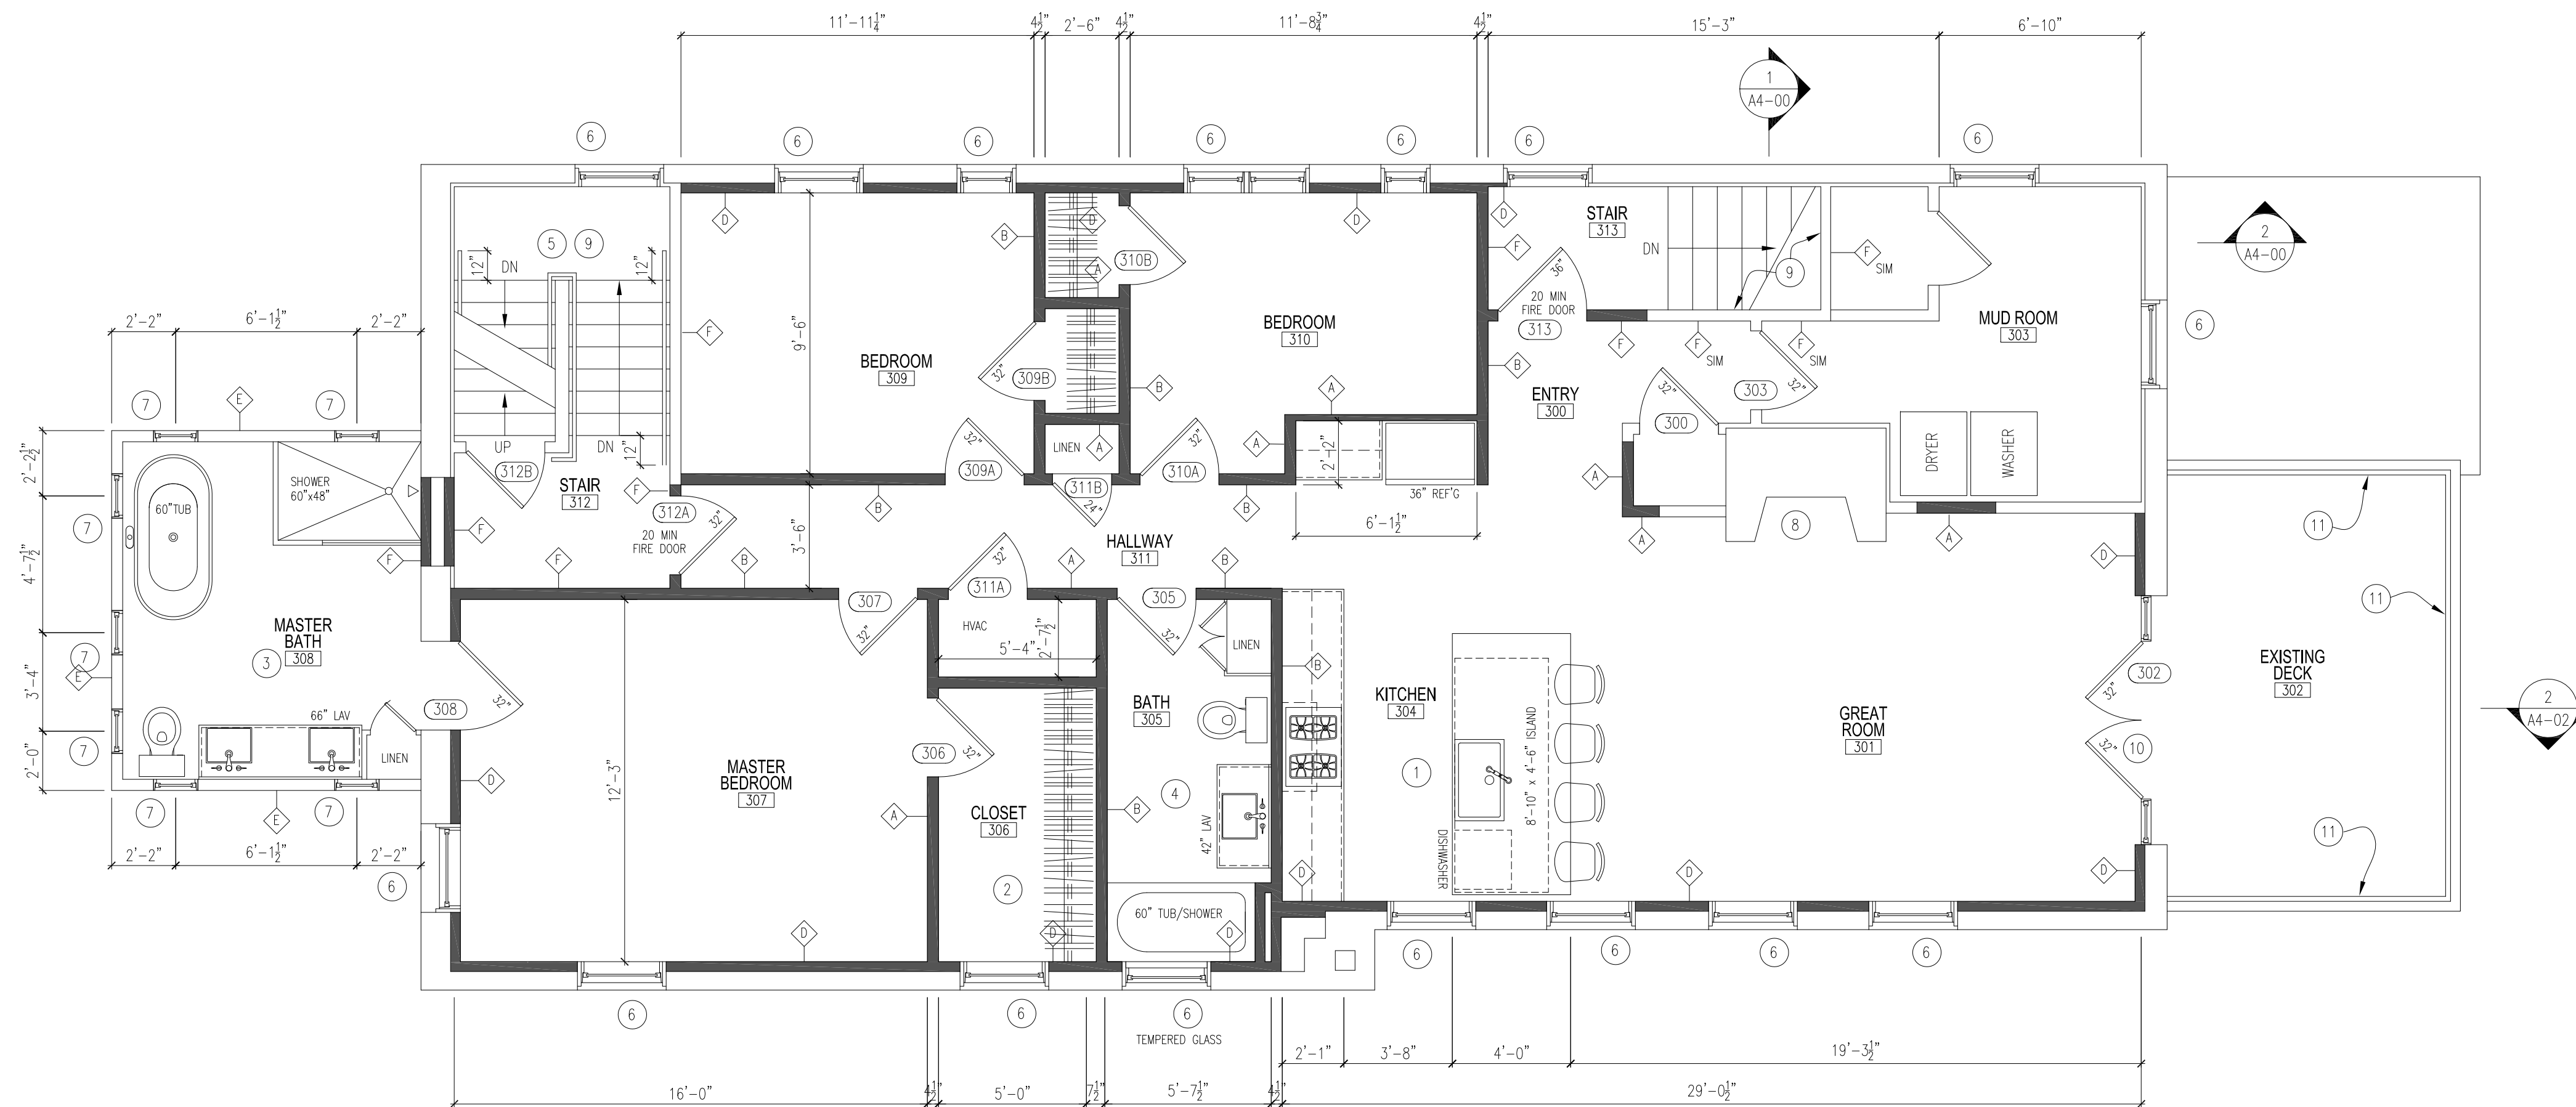 11'-11¼" 4½" 2'-6" 4½" 11'-8¾" 4½" 15'-3" 6'-10"
1
A4-00
6 6 6 6 6 6 6
D D D D
STAIR
313
2
A4-00
5 9
12" DN 12"
B
F
DN
9
F
SIM
A
310B
36"
20 MIN
FIRE DOOR
313
2'-2" 6'-1½" 2'-2"
F
9'-6"
BEDROOM
310
MUD ROOM
303
6
BEDROOM
309
32"
309B
F F F
SIM SIM
B
B
A
32"
303
ENTRY
300
32"
300
7 E 7
UP DN 12"
312B
32"
309A
LINEN
A
32"
310A
A
2'-2"
36" REF'G
DRYER
WASHER
2'-2½"
SHOWER
60"x48"
60"TUB
STAIR
312
F
312A
32"
20 MIN
FIRE DOOR
B
311B
24"
B
6'-1½"
A
A
8
A
11
7
F
F
F
B
3'-6"
HALLWAY
311
A
B
D
11
4'-7½"
32"
311A
307
32"
305
32"
HVAC
5'-4"
2'-7½"
LINEN
B
MASTER
BATH
308
3
7
E
3'-4"
32"
308
66" LAV
LINEN
7
2'-0"
12'-3"
MASTER
BEDROOM
307
D
A
306
32"
CLOSET
306
2
BATH
305
4
B
42" LAV
KITCHEN
304
1
8'-10" x 4'-6" ISLAND
DISHWASHER
GREAT
ROOM
301
302
32"
32"
10
EXISTING
DECK
302
2
A4-02
11
7 E 7
2'-2" 6'-1½" 2'-2"
6
D
D
60" TUB/SHOWER
D
D
D
D
6 6 6 6
6 6 6
TEMPERED GLASS
2'-1" 3'-8" 4'-0" 19'-3½"
16'-0" 4½" 5'-0" 7½" 5'-7½" 4½" 29'-0½"